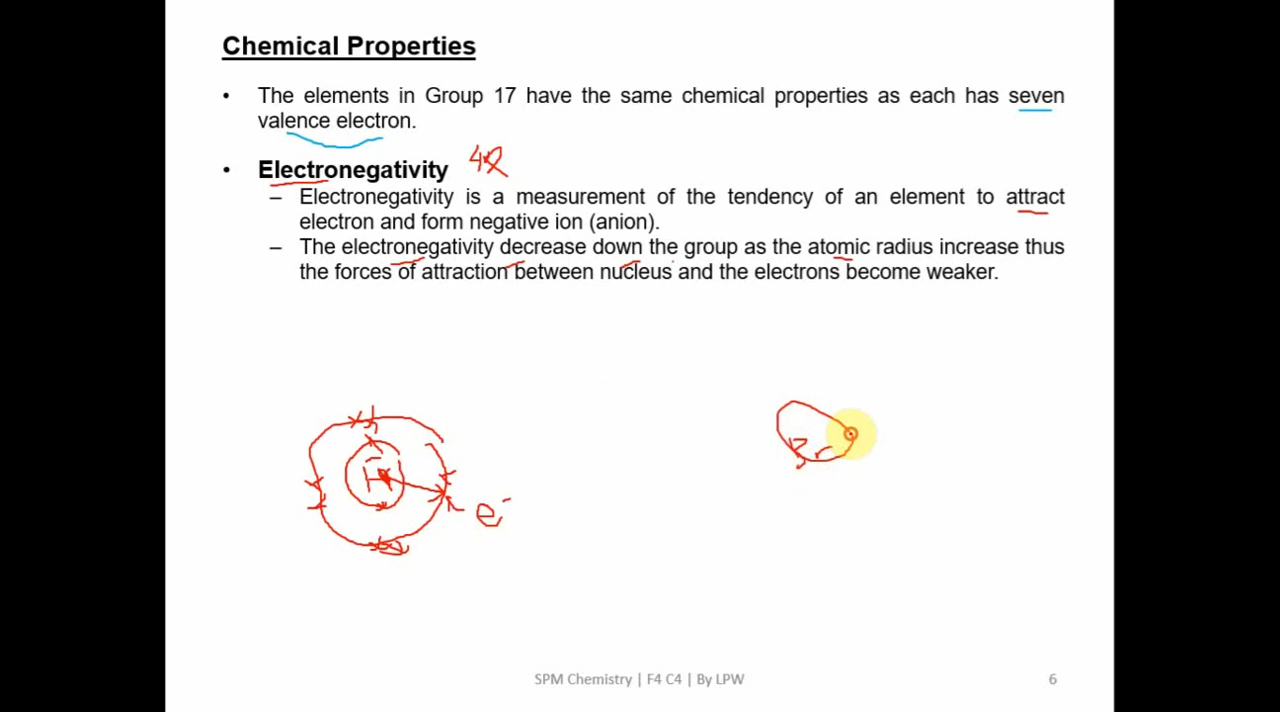 Chemical Properties
• The elements in Group 17 have the same chemical properties as each has seven
valence electron.
• Electronegativity
– Electronegativity is a measurement of the tendency of an element to attract
electron and form negative ion (anion).
– The electronegativity decrease down the group as the atomic radius increase thus
the forces of attraction between nucleus and the electrons become weaker.
Br
e-
SPM Chemistry | F4 C4 | By LPW 6